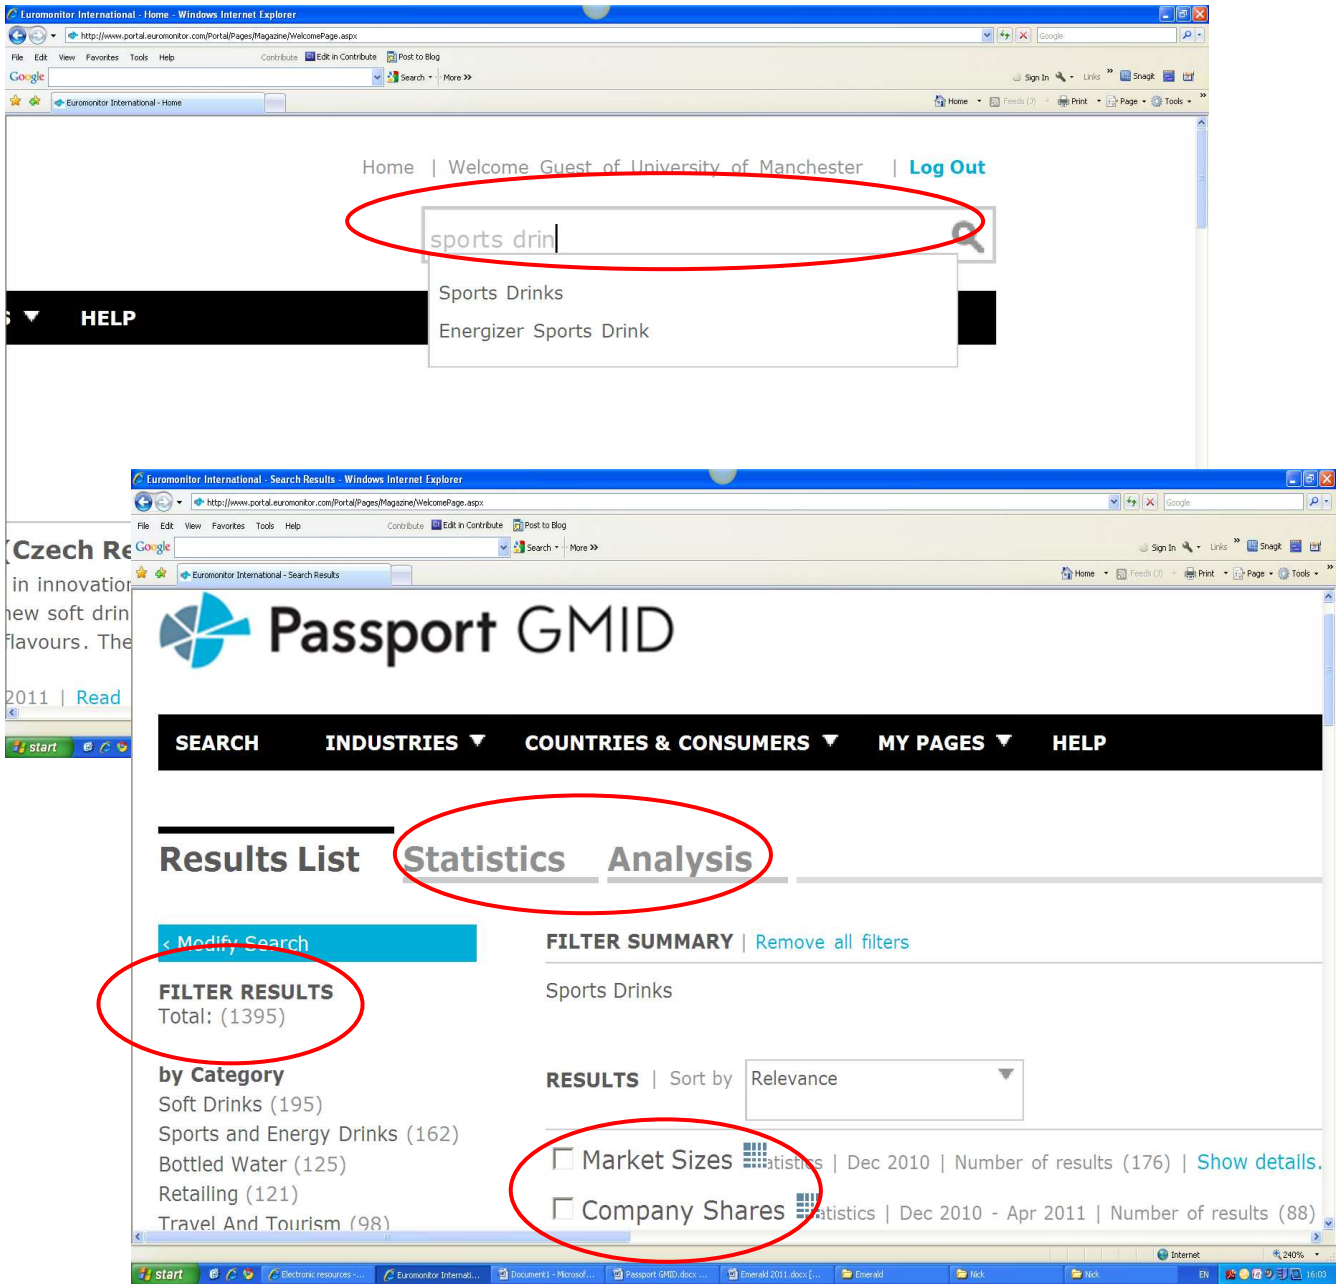 Euromonitor International - Home - Windows Internet Explorer
http://www.portal.euromonitor.com/Portal/Pages/Magazine/WelcomePage.aspx
Google
File Edit View Favorites Tools Help Contribute Edit in Contribute Post to Blog
Google Search More >> Sign In Links >> Snagit
Euromonitor International - Home Home Feeds (J) Print Page Tools >>
Home | Welcome Guest of University of Manchester | Log Out
sports drin
Sports Drinks
Energizer Sports Drink
S ▼ HELP
(Czech Re
in innovation
new soft drin
flavours. The
2011 | Read
start
Euromonitor International - Search Results - Windows Internet Explorer
http://www.portal.euromonitor.com/Portal/Pages/Magazine/WelcomePage.aspx
Google
File Edit View Favorites Tools Help Contribute Edit in Contribute Post to Blog
Google Search More >> Sign In Links >> Snagit
Euromonitor International - Search Results Home Feeds (J) Print Page Tools >>
Passport GMID
SEARCH INDUSTRIES ▼ COUNTRIES & CONSUMERS ▼ MY PAGES ▼ HELP
Results List Statistics Analysis
< Modify Search
FILTER RESULTS
Total: (1395)
by Category
Soft Drinks (195)
Sports and Energy Drinks (162)
Bottled Water (125)
Retailing (121)
Travel And Tourism (98)
FILTER SUMMARY | Remove all filters
Sports Drinks
RESULTS | Sort by Relevance
Market Sizes atistics | Dec 2010 | Number of results (176) | Show details.
Company Shares atistics | Dec 2010 - Apr 2011 | Number of results (88)
Internet 240%
start Electronic resources -... Euromonitor Internati... Document1 - Microsof... Passport GMID.docx ... Emerald 2011.docx [... Emerald Nick Nick EN 16:03